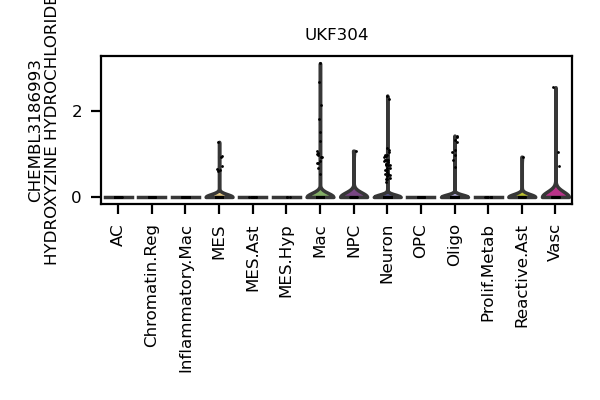 UKF304
CHEMBL3186993
HYDROXYZINE HYDROCHLORIDE
2
0
AC
Chromatin.Reg
Inflammatory.Mac
MES
MES.Ast
MES.Hyp
Mac
NPC
Neuron
OPC
Oligo
Prolif.Metab
Reactive.Ast
Vasc